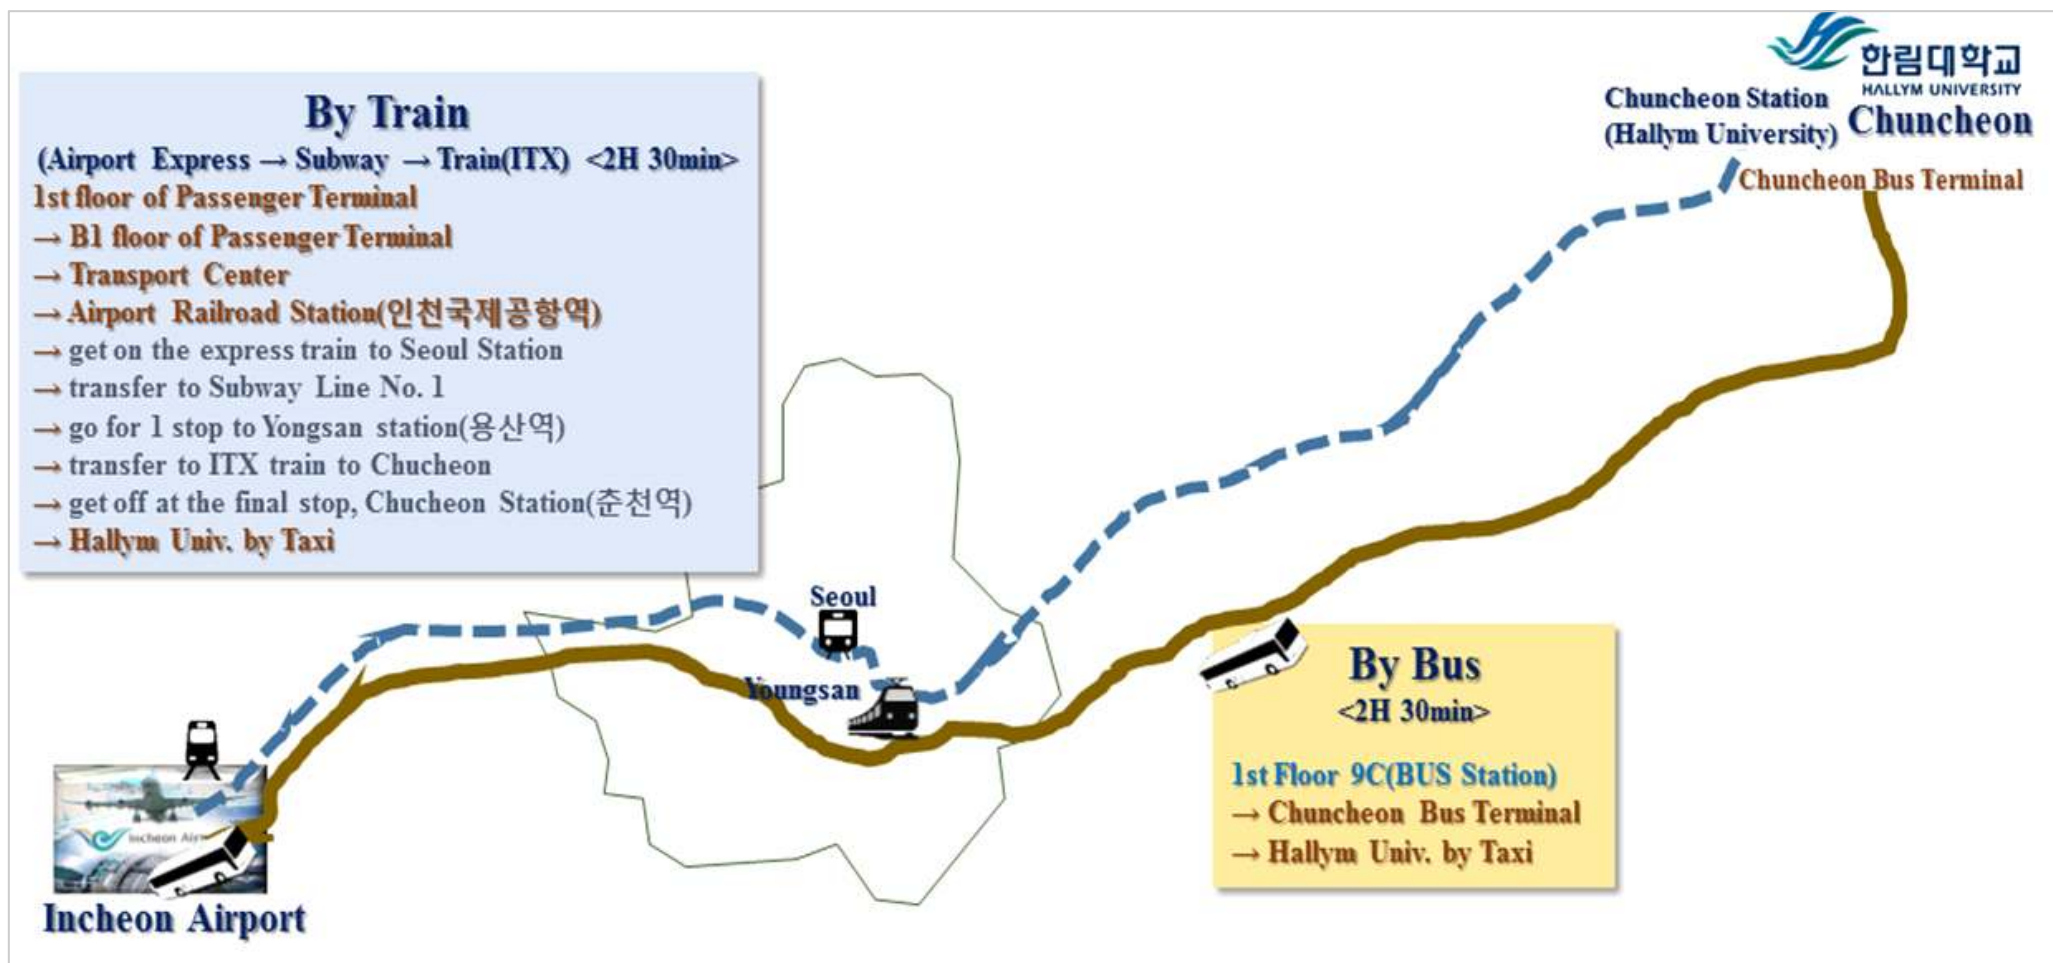 By Train
(Airport Express → Subway → Train(ITX) <2H 30min>
1st floor of Passenger Terminal
→ B1 floor of Passenger Terminal
→ Transport Center
→ Airport Railroad Station(인천국제공항역)
→ get on the express train to Seoul Station
→ transfer to Subway Line No. 1
→ go for 1 stop to Yongsan station(용산역)
→ transfer to ITX train to Chucheon
→ get off at the final stop, Chucheon Station(춘천역)
→ Hallym Univ. by Taxi
한림대학교
HALLYM UNIVERSITY
Chuncheon Station
(Hallym University)
Chuncheon
Chuncheon Bus Terminal
Seoul
Youngsan
By Bus
<2H 30min>
1st Floor 9C(BUS Station)
→ Chuncheon Bus Terminal
→ Hallym Univ. by Taxi
Incheon
Incheon Airport